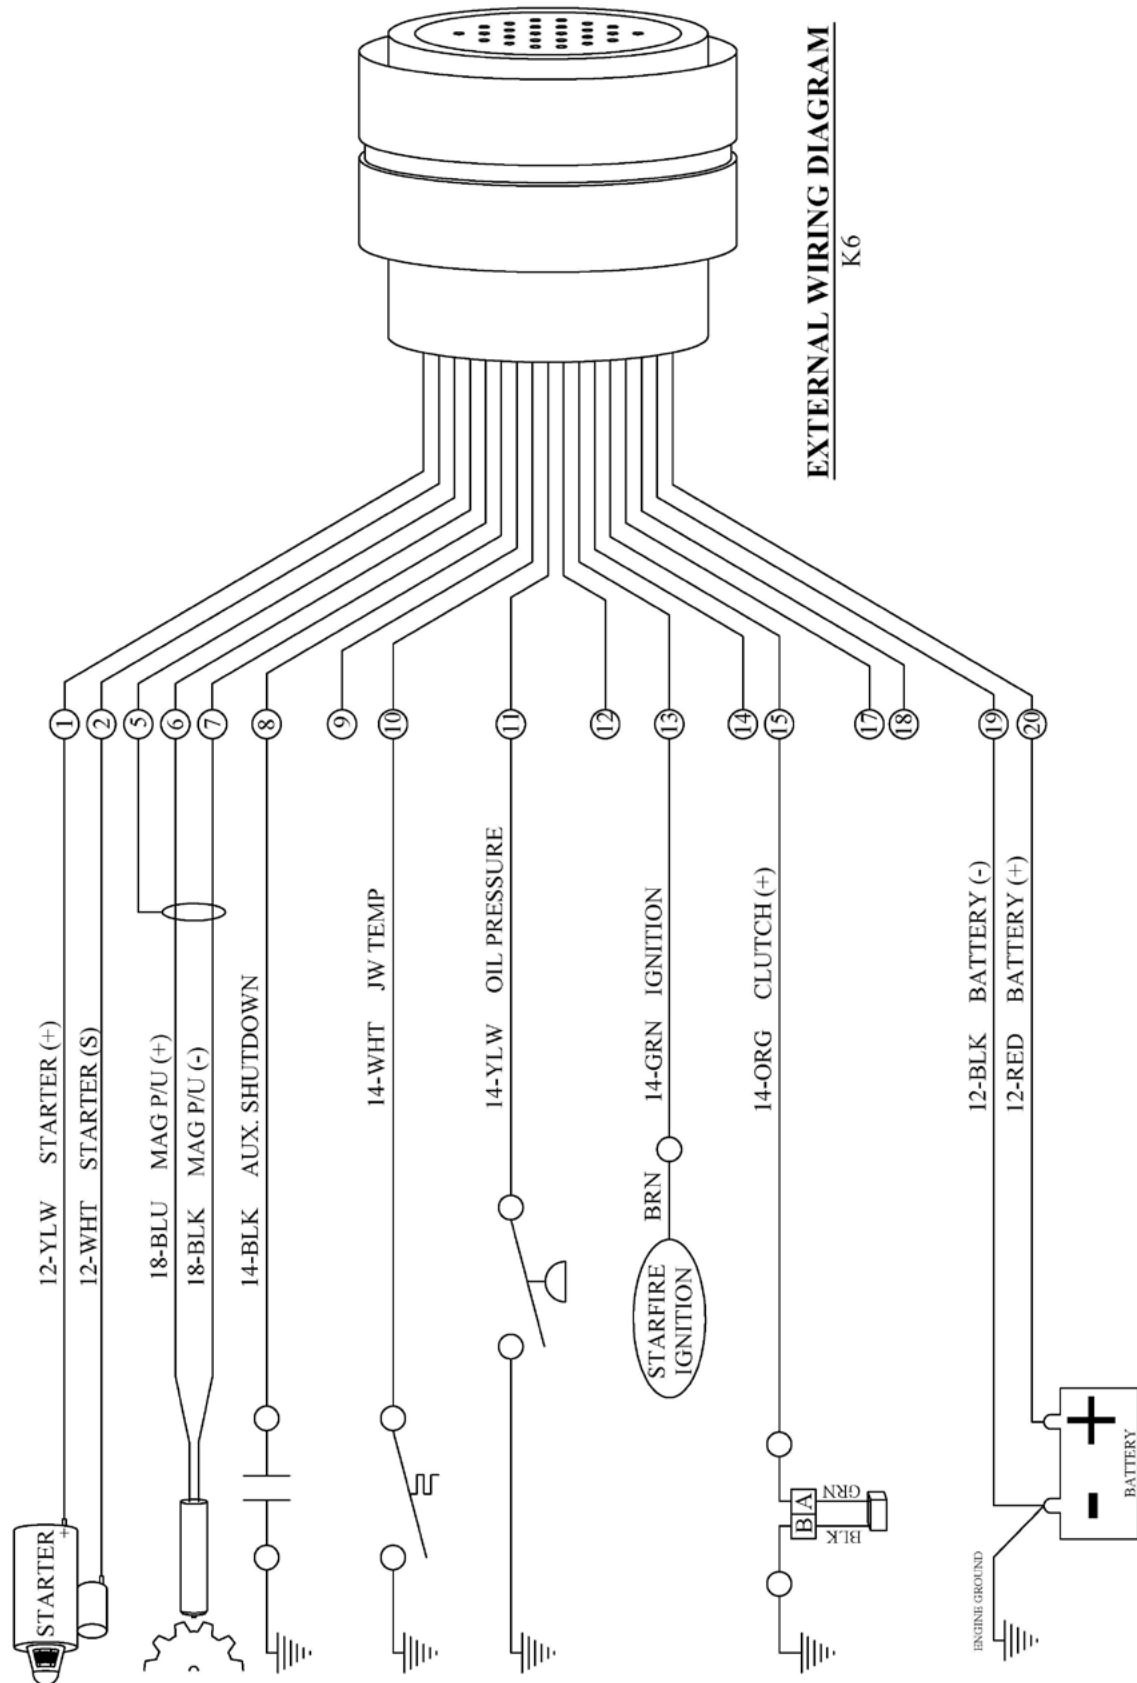 EXTERNAL WIRING DIAGRAM
K6
1
2
5
6
7
8
9
10
11
12
13
14
15
17
18
19
20
12-YLW STARTER (+)
12-WHT STARTER (S)
18-BLU MAG P/U (+)
18-BLK MAG P/U (-)
14-BLK AUX. SHUTDOWN
14-WHT JW TEMP
14-YLW OIL PRESSURE
14-GRN IGNITION
14-ORG CLUTCH (+)
12-BLK BATTERY (-)
12-RED BATTERY (+)
STARTER
+
BRN
STARFIRE
IGNITION
B A
GRN
BLK
ENGINE GROUND
- +
BATTERY